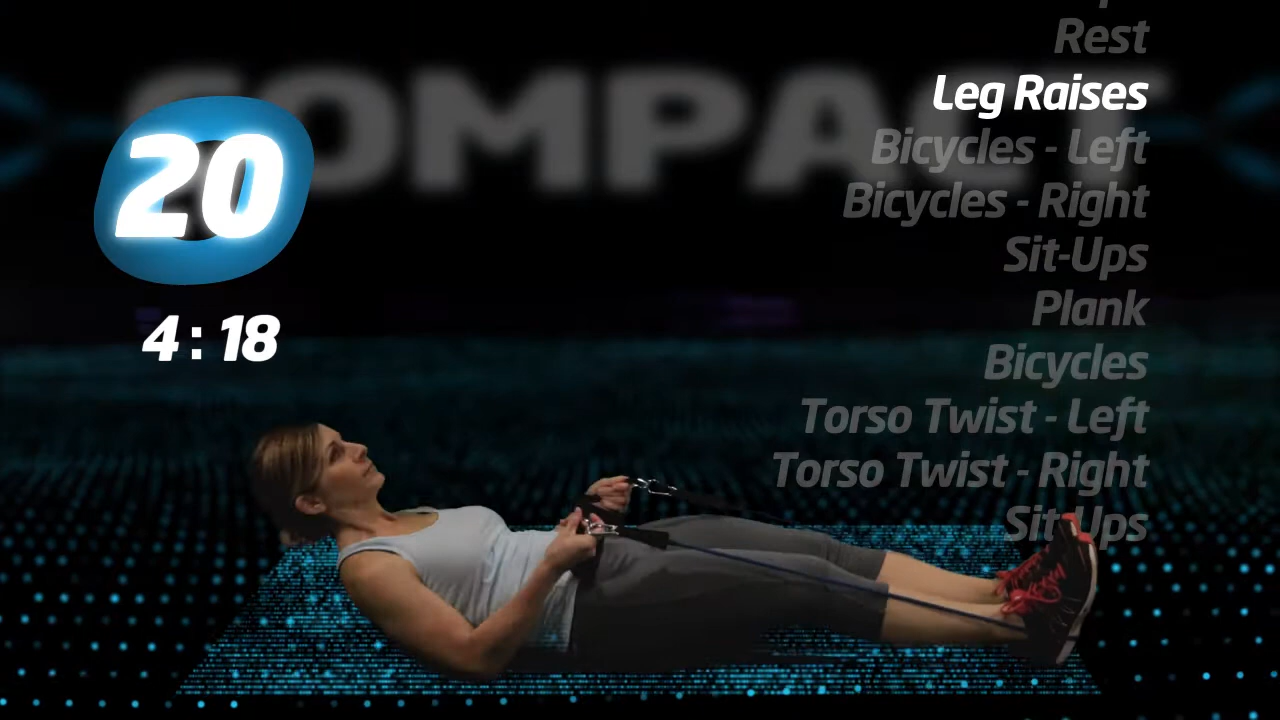 Rest
COMPACT
Leg Raises
20
Bicycles - Left
Bicycles - Right
Sit-Ups
Plank
4:18
Bicycles
Torso Twist - Left
Torso Twist - Right
Sit-Ups